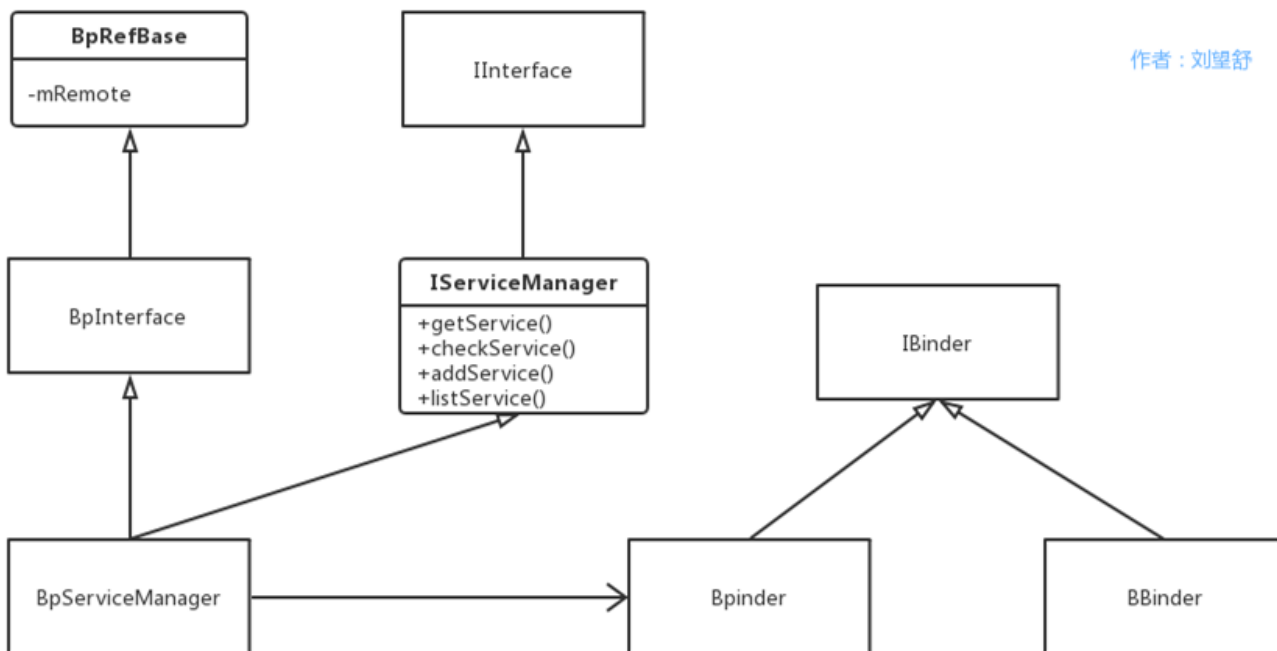 BpRefBase
-mRemote
IInterface
作者：刘望舒
BpInterface
IServiceManager
+getService()
+checkService()
+addService()
+listService()
IBinder
BpServiceManager
Bpinder
BBinder